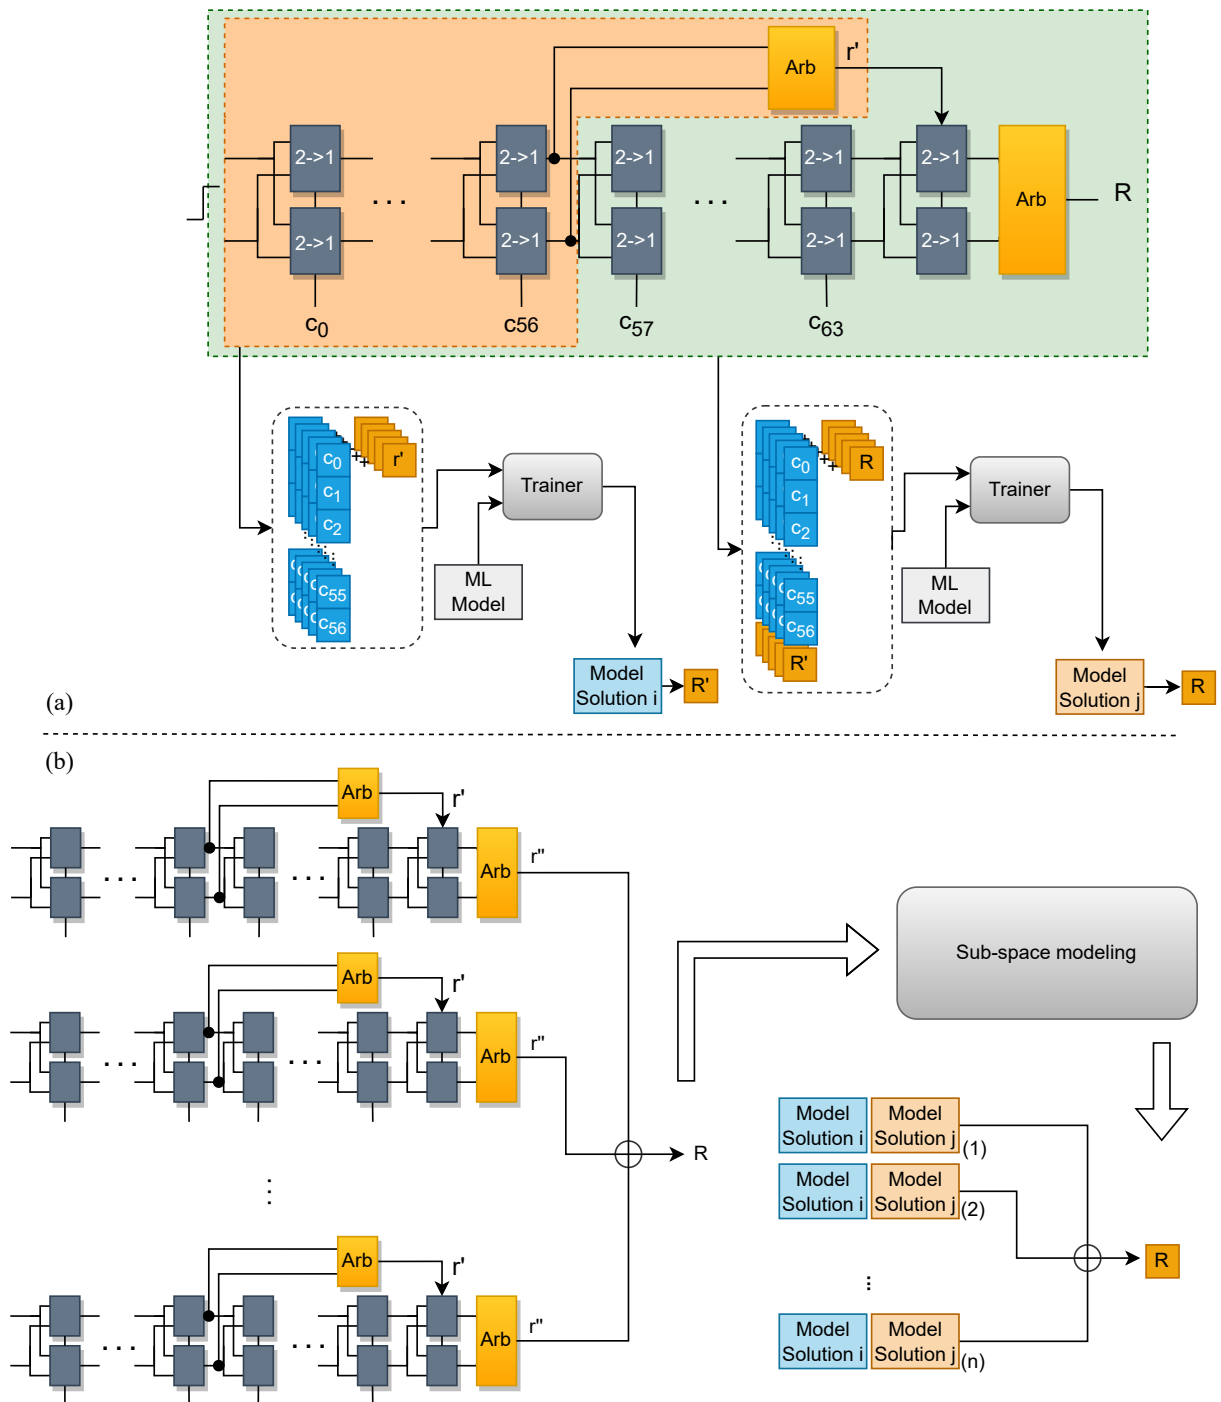 Arb
r'
2->1
2->1
2->1
2->1
2->1
2->1
. . .
. . .
2->1
2->1
2->1
2->1
Arb
R
c0
c56
c57
c63
c0
c1
c2
c55
c56
+ + +
r'
Trainer
ML
Model
Model
Solution i
R'
c0
c1
c2
c55
c56
R'
+ + +
R
Trainer
ML
Model
Model
Solution j
R
(a)
(b)
Arb
r'
. . .
. . .
Arb
r"
Arb
r'
. . .
. . .
Arb
r"
R
Arb
r'
. . .
. . .
Arb
r"
Sub-space modeling
Model
Solution i
Model
Solution j
(1)
Model
Solution i
Model
Solution j
(2)
R
Model
Solution i
Model
Solution j
(n)